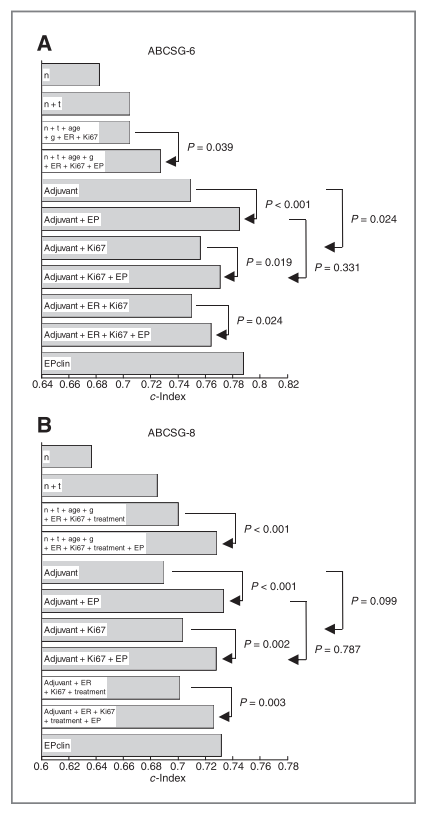 A
ABCSG-6
n
n + t
n + t + age
+ g + ER + Ki67
n + t + age + g
+ ER + Ki67 + EP
P = 0.039
Adjuvant
P < 0.001
Adjuvant + EP
P = 0.024
Adjuvant + Ki67
P = 0.019
P = 0.331
Adjuvant + Ki67 + EP
Adjuvant + ER + Ki67
P = 0.024
Adjuvant + ER + Ki67 + EP
EPclin
0.64 0.66 0.68 0.7 0.72 0.74 0.76 0.78 0.8 0.82
c-Index
B
ABCSG-8
n
n + t
n + t + age + g
+ ER + Ki67 + treatment
P < 0.001
n + t + age + g
+ ER + Ki67 + treatment + EP
Adjuvant
P < 0.001
Adjuvant + EP
P = 0.099
Adjuvant + Ki67
P = 0.002
P = 0.787
Adjuvant + Ki67 + EP
Adjuvant + ER
+ Ki67 + treatment
P = 0.003
Adjuvant + ER + Ki67
+ treatment + EP
EPclin
0.6 0.62 0.64 0.66 0.68 0.7 0.72 0.74 0.76 0.78
c-Index